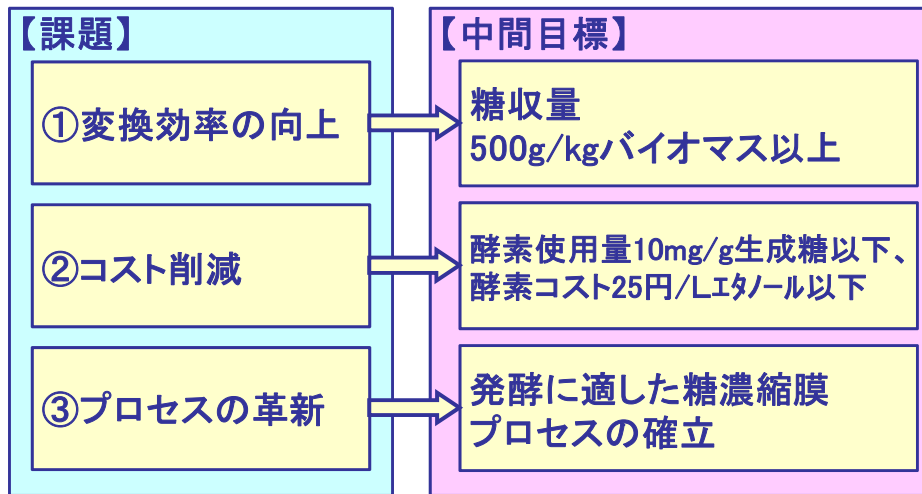 【課題】
①変換効率の向上
②コスト削減
③プロセスの革新
【中間目標】
糖収量
500g/kgバイオマス以上
酵素使用量10mg/g生成糖以下、
酵素コスト25円/Lエタノール以下
発酵に適した糖濃縮膜
プロセスの確立